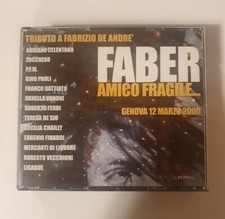 TRIBUTO A FABRIZIO DE ANDRE'
ADRIANO CELENTANO
ZUCCHERO
P.F.M.
GINO PAOLI
FRANCO BATTIATO
ORNELLA VANONI
ROBERTO FERRI
TERESA DE SIO
CECILIA CHAILLY
EUGENIO FINARDI
MERCANTI DI LIQUORE
ROBERTO VECCHIONI
LIGABUE
FABER
AMICO FRAGILE...
GENOVA 12 MARZO 2000